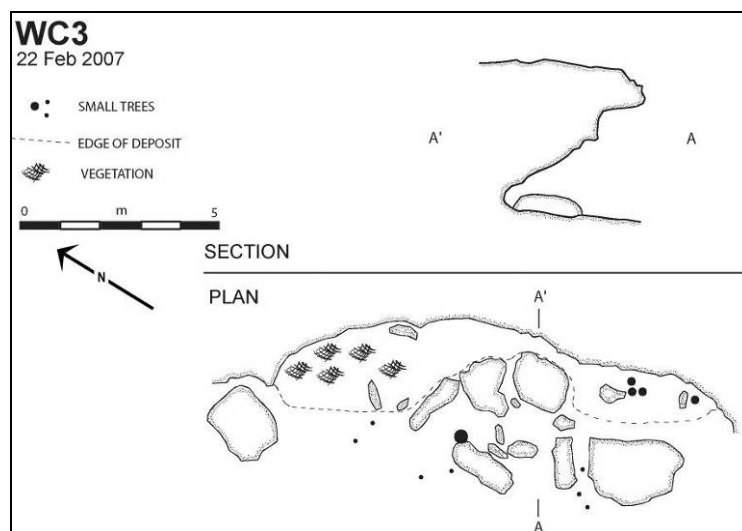 WC3
22 Feb 2007
SMALL TREES
EDGE OF DEPOSIT
VEGETATION
0 m 5
N
A' A
SECTION
PLAN
A'
A